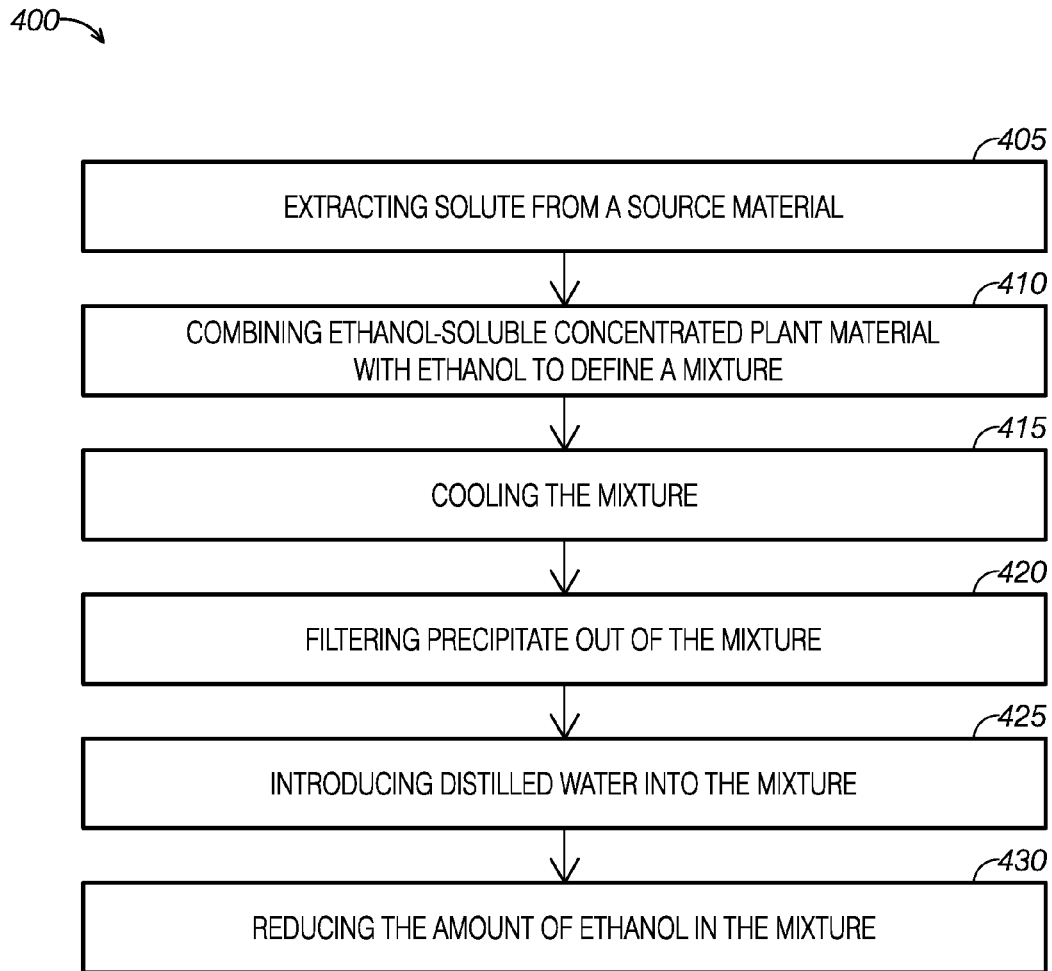 400
405
EXTRACTING SOLUTE FROM A SOURCE MATERIAL
410
COMBINING ETHANOL-SOLUBLE CONCENTRATED PLANT MATERIAL
WITH ETHANOL TO DEFINE A MIXTURE
415
COOLING THE MIXTURE
420
FILTERING PRECIPITATE OUT OF THE MIXTURE
425
INTRODUCING DISTILLED WATER INTO THE MIXTURE
430
REDUCING THE AMOUNT OF ETHANOL IN THE MIXTURE